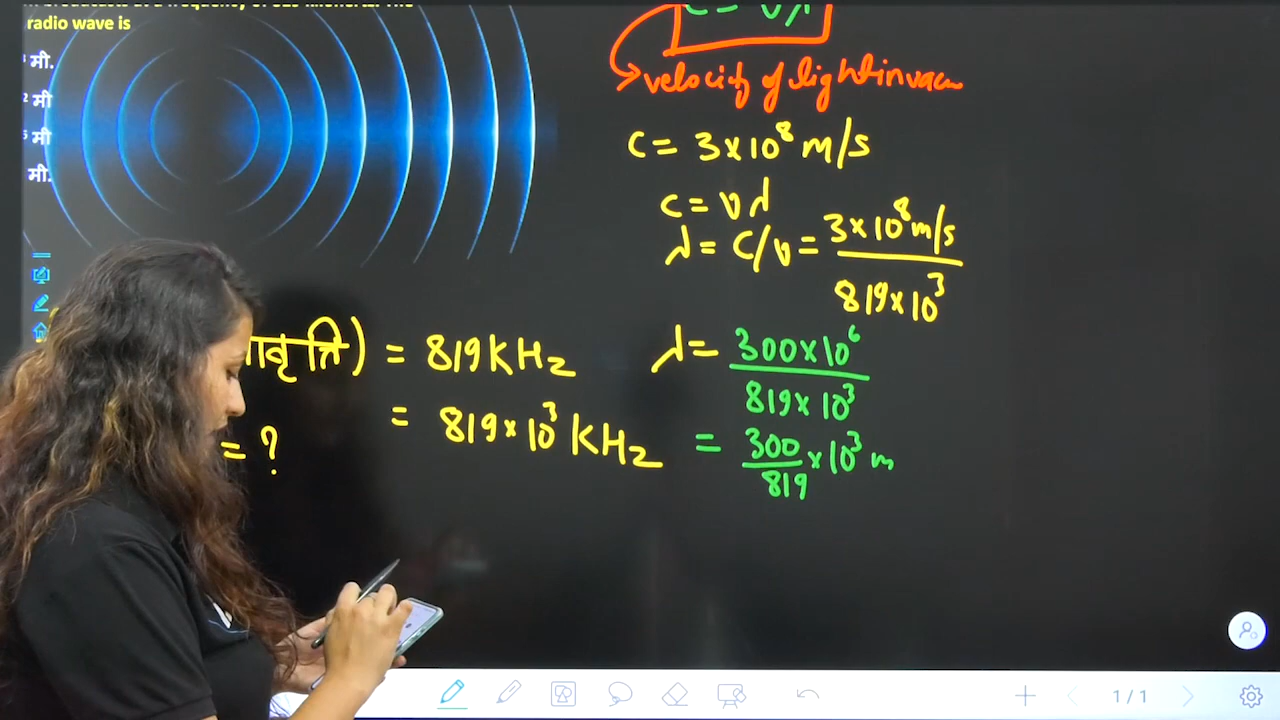 radio wave is
मी.
मी
मी
मी.
velocity of light in vacu
c = 3×10⁸ m/s
c = νλ
λ = C/ν = 3×10⁸ m/s
819×10³
ावृत्ति) = 819 KHz
= 819×10³ KHz
= ?
λ = 300×10⁶
819×10³
= 300/819 ×10³ m
1 / 1